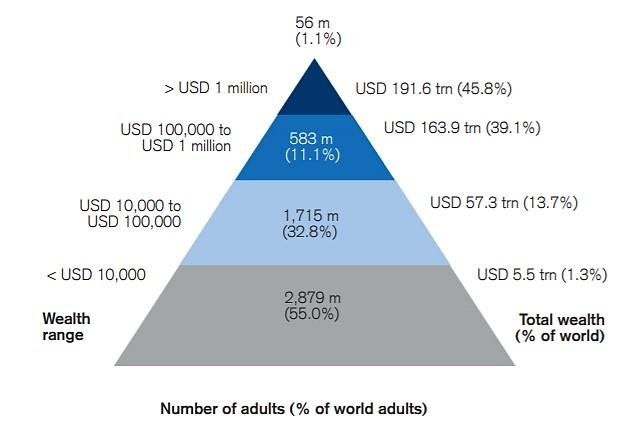 56 m
(1.1%)
> USD 1 million
USD 191.6 trn (45.8%)
USD 100,000 to
USD 1 million
583 m
(11.1%)
USD 163.9 trn (39.1%)
USD 10,000 to
USD 100,000
1,715 m
(32.8%)
USD 57.3 trn (13.7%)
< USD 10,000
2,879 m
(55.0%)
USD 5.5 trn (1.3%)
Wealth
range
Total wealth
(% of world)
Number of adults (% of world adults)